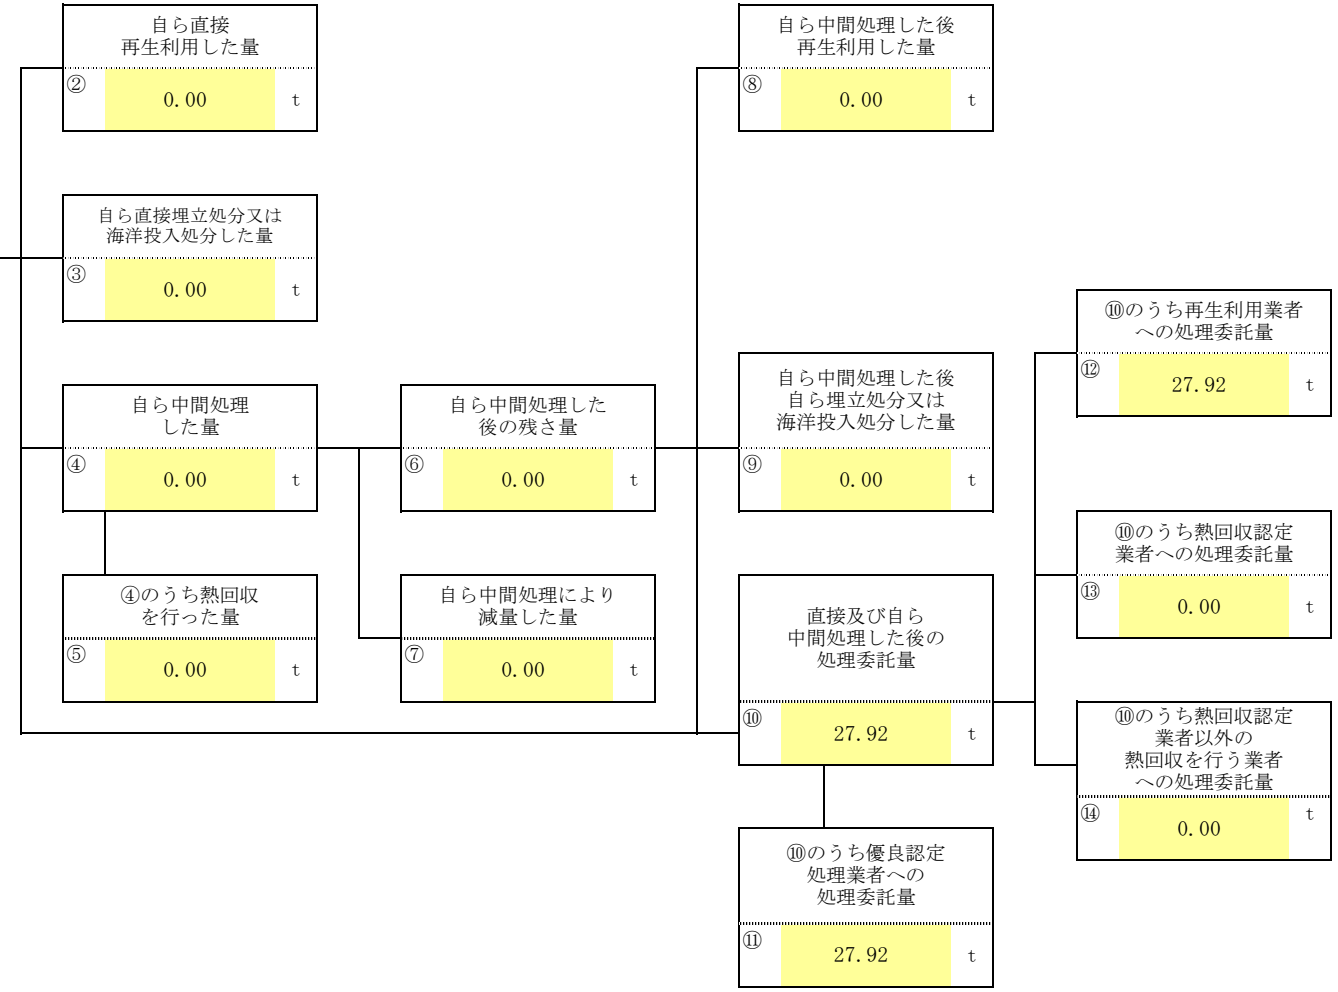 自ら直接
再生利用した量
②
0.00
t
自ら直接埋立処分又は
海洋投入処分した量
③
0.00
t
自ら中間処理
した量
④
0.00
t
④のうち熱回収
を行った量
⑤
0.00
t
自ら中間処理した
後の残さ量
⑥
0.00
t
自ら中間処理により
減量した量
⑦
0.00
t
自ら中間処理した後
再生利用した量
⑧
0.00
t
自ら中間処理した後
自ら埋立処分又は
海洋投入処分した量
⑨
0.00
t
直接及び自ら
中間処理した後の
処理委託量
⑩
27.92
t
⑩のうち優良認定
処理業者への
処理委託量
⑪
27.92
t
⑩のうち再生利用業者
への処理委託量
⑫
27.92
t
⑩のうち熱回収認定
業者への処理委託量
⑬
0.00
t
⑩のうち熱回収認定
業者以外の
熱回収を行う業者
への処理委託量
⑭
0.00
t